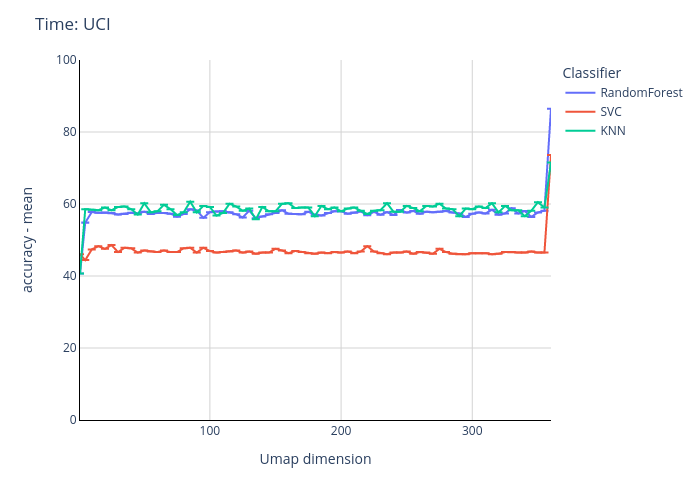 Time: UCI
Classifier
RandomForest
SVC
KNN
accuracy - mean
100
80
60
40
20
0
100
200
300
Umap dimension